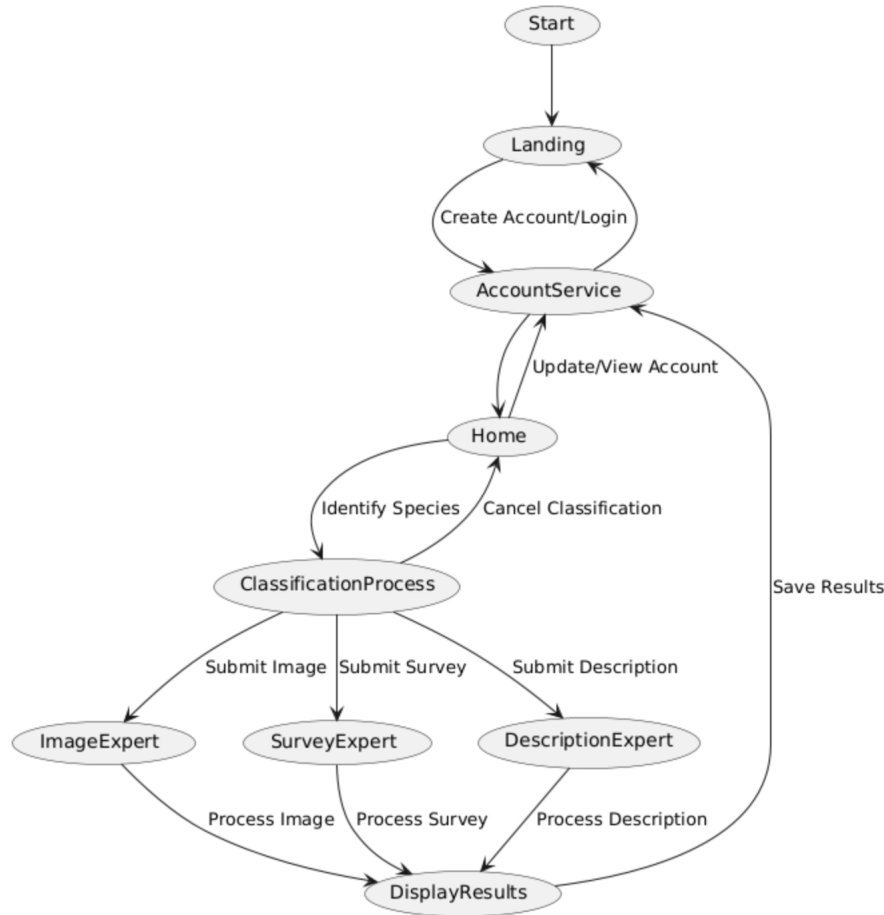 Start
Landing
Create Account/Login
AccountService
Update/View Account
Home
Identify Species
Cancel Classification
ClassificationProcess
Save Results
Submit Image
Submit Survey
Submit Description
ImageExpert
SurveyExpert
DescriptionExpert
Process Image
Process Survey
Process Description
DisplayResults